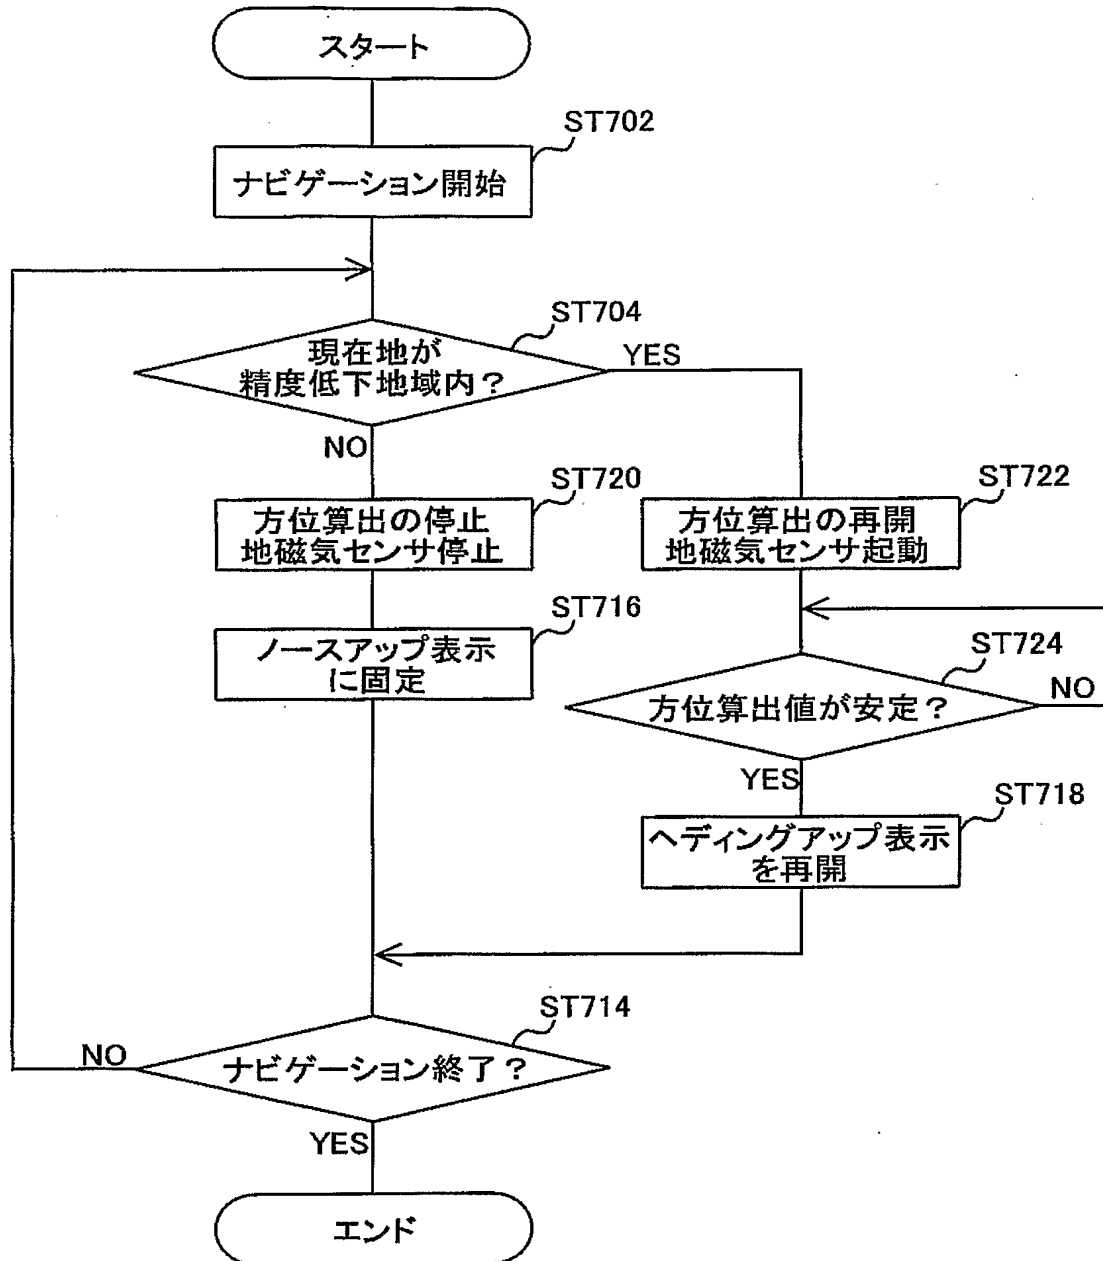 スタート
ST702
ナビゲーション開始
ST704
現在地が
精度低下地域内？
YES
NO
ST720
方位算出の停止
地磁気センサ停止
ST722
方位算出の再開
地磁気センサ起動
ST716
ノースアップ表示
に固定
ST724
方位算出値が安定？
NO
YES
ST718
ヘディングアップ表示
を再開
ST714
ナビゲーション終了？
NO
YES
エンド